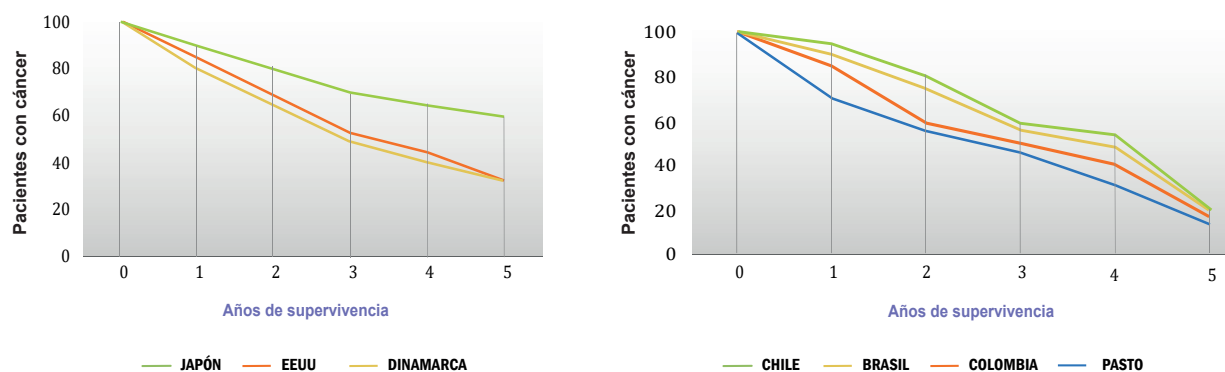 Pacientes con cáncer
100
80
60
40
20
0
0 1 2 3 4 5
Años de supervivencia
JAPÓN EEUU DINAMARCA
Pacientes con cáncer
100
80
60
40
20
0
0 1 2 3 4 5
Años de supervivencia
CHILE BRASIL COLOMBIA PASTO